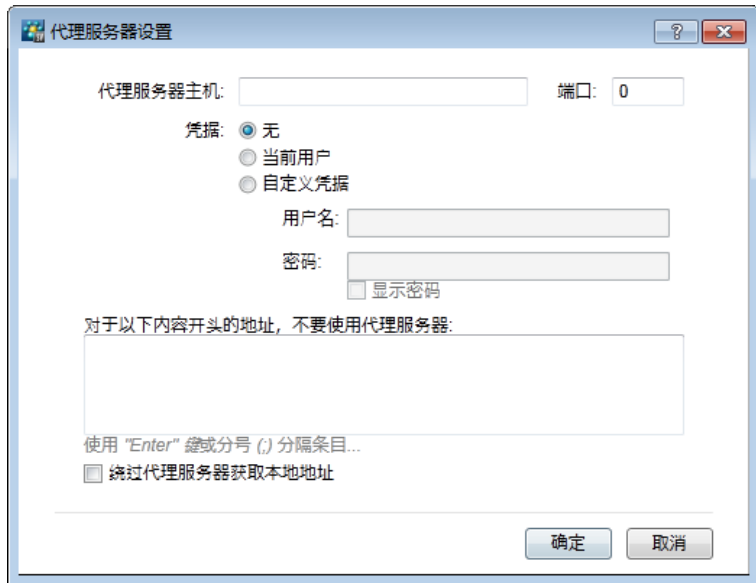 代理服务器设置
代理服务器主机: 端口: 0
凭据: 无
当前用户
自定义凭据
用户名:
密码:
显示密码
对于以下内容开头的地址，不要使用代理服务器:
使用 "Enter" 键或分号 (;) 分隔条目...
绕过代理服务器获取本地地址
确定 取消